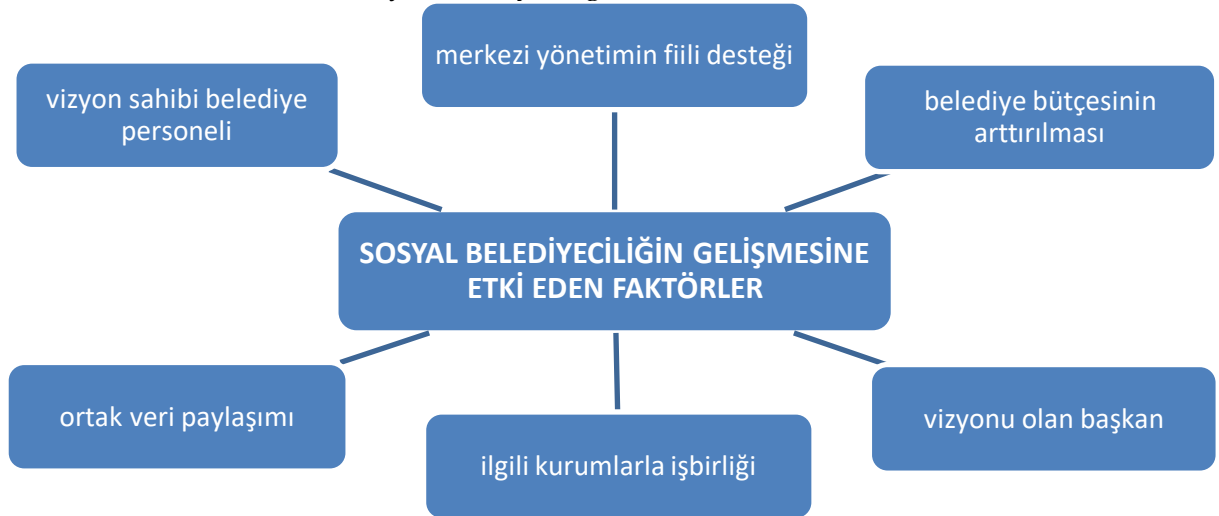 merkezi yönetimin fiili desteği
vizyon sahibi belediye
personeli
belediye bütçesinin
arttırılması
SOSYAL BELEDİYECİLİĞİN GELİŞMESİNE
ETKİ EDEN FAKTÖRLER
ortak veri paylaşımı
vizyonu olan başkan
ilgili kurumlarla işbirliği